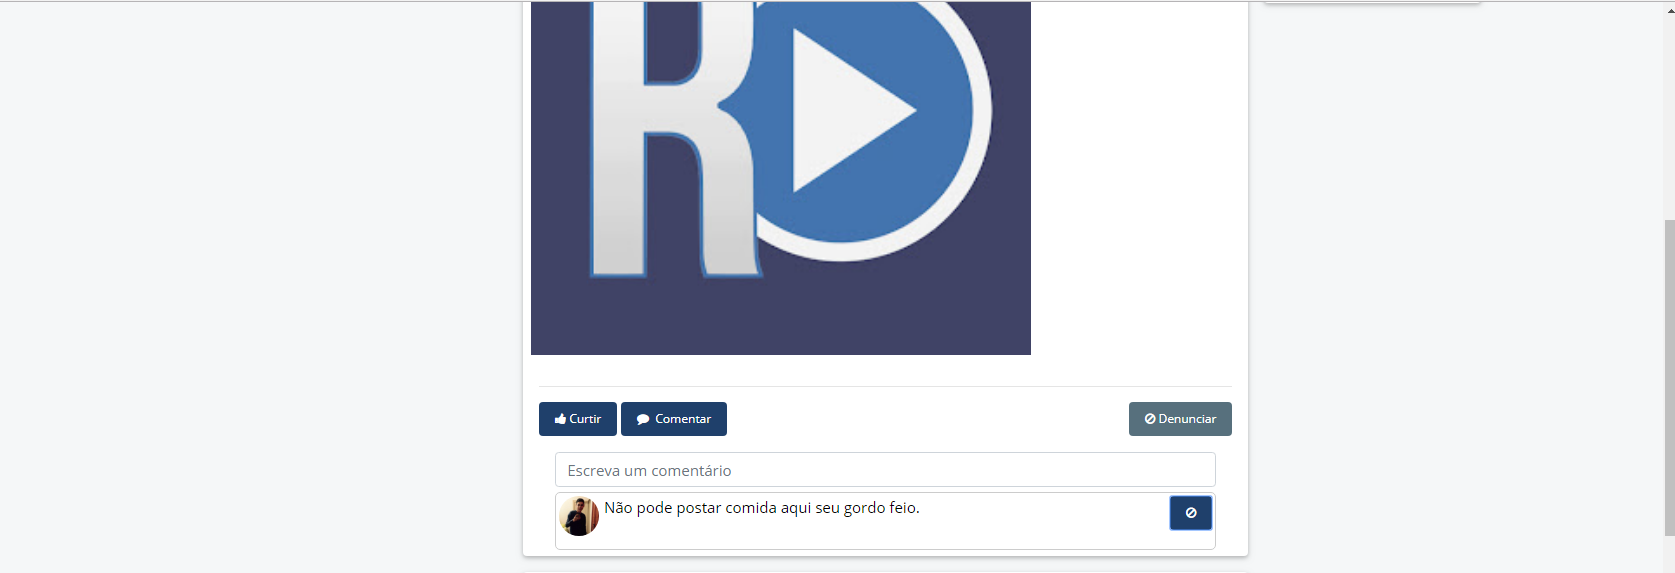 R
Curtir
Comentar
Denunciar
Escreva um comentário
Não pode postar comida aqui seu gordo feio.